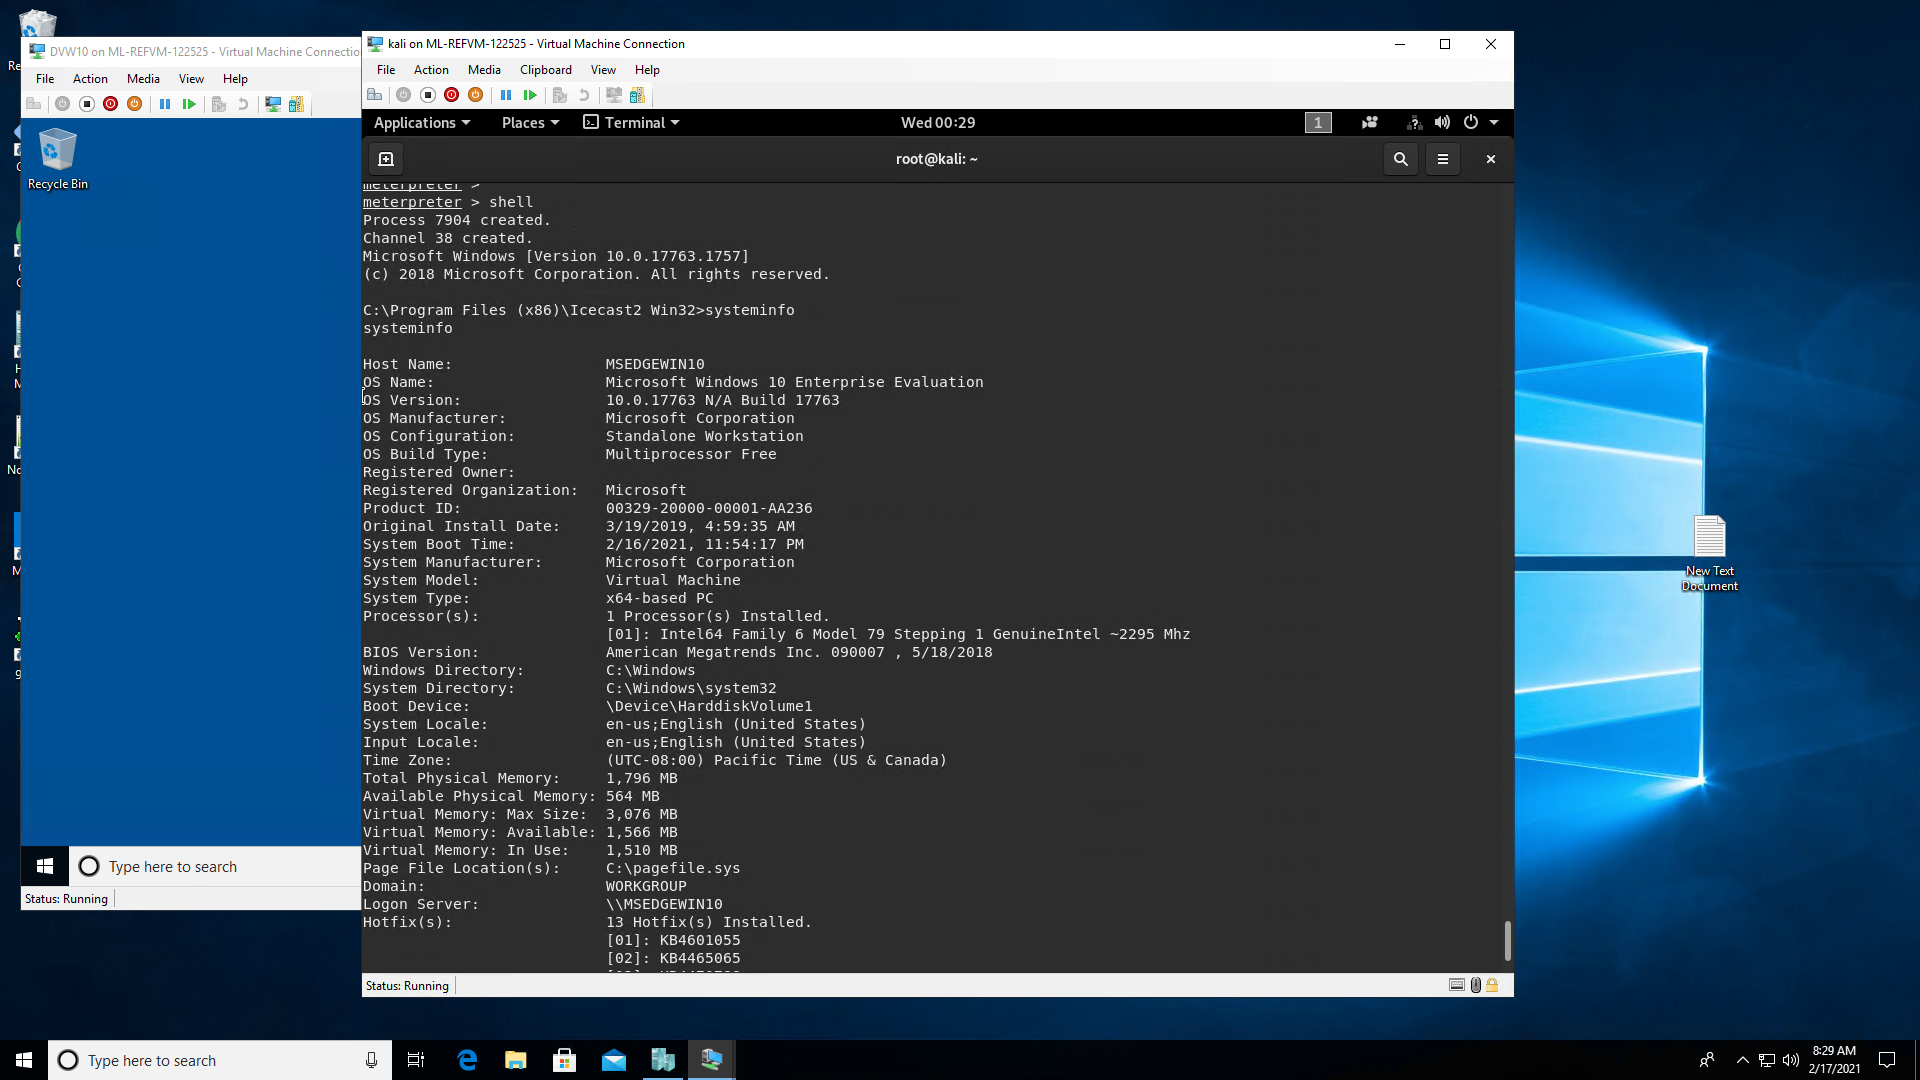 DVW10 on ML-REFVM-122525 - Virtual Machine Connectio
File Action Media View Help
Recycle Bin
Type here to search
Status: Running
kali on ML-REFVM-122525 - Virtual Machine Connection
File Action Media Clipboard View Help
Applications Places Terminal Wed 00:29 1
root@kali: ~
meterpreter >
meterpreter > shell
Process 7904 created.
Channel 38 created.
Microsoft Windows [Version 10.0.17763.1757]
(c) 2018 Microsoft Corporation. All rights reserved.
C:\Program Files (x86)\Icecast2 Win32>systeminfo
systeminfo
Host Name: MSEDGEWIN10
OS Name: Microsoft Windows 10 Enterprise Evaluation
OS Version: 10.0.17763 N/A Build 17763
OS Manufacturer: Microsoft Corporation
OS Configuration: Standalone Workstation
OS Build Type: Multiprocessor Free
Registered Owner:
Registered Organization: Microsoft
Product ID: 00329-20000-00001-AA236
Original Install Date: 3/19/2019, 4:59:35 AM
System Boot Time: 2/16/2021, 11:54:17 PM
System Manufacturer: Microsoft Corporation
System Model: Virtual Machine
System Type: x64-based PC
Processor(s): 1 Processor(s) Installed.
[01]: Intel64 Family 6 Model 79 Stepping 1 GenuineIntel ~2295 Mhz
BIOS Version: American Megatrends Inc. 090007 , 5/18/2018
Windows Directory: C:\Windows
System Directory: C:\Windows\system32
Boot Device: \Device\HarddiskVolume1
System Locale: en-us;English (United States)
Input Locale: en-us;English (United States)
Time Zone: (UTC-08:00) Pacific Time (US & Canada)
Total Physical Memory: 1,796 MB
Available Physical Memory: 564 MB
Virtual Memory: Max Size: 3,076 MB
Virtual Memory: Available: 1,566 MB
Virtual Memory: In Use: 1,510 MB
Page File Location(s): C:\pagefile.sys
Domain: WORKGROUP
Logon Server: \\MSEDGEWIN10
Hotfix(s): 13 Hotfix(s) Installed.
[01]: KB4601055
[02]: KB4465065
Status: Running
New Text
Document
Type here to search
8:29 AM
2/17/2021